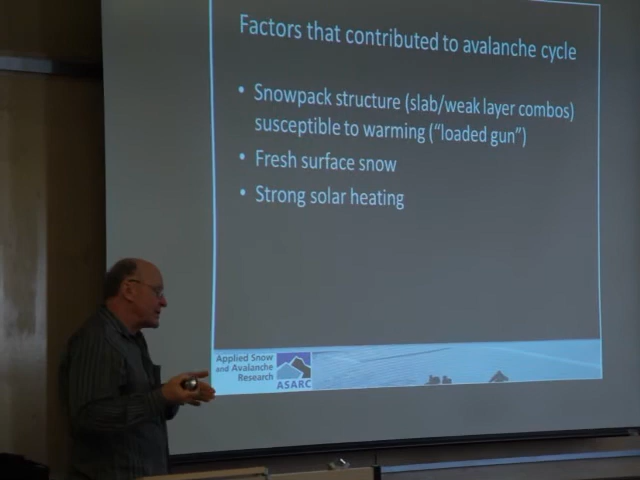 Factors that contributed to avalanche cycle
• Snowpack structure (slab/weak layer combos)
susceptible to warming ("loaded gun")
• Fresh surface snow
• Strong solar heating
Applied Snow
and Avalanche
Research
ASARC